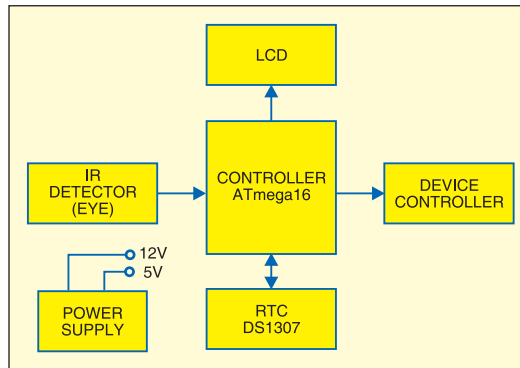 LCD
IR
DETECTOR
(EYE)
CONTROLLER
ATmega16
DEVICE
CONTROLLER
12V
5V
POWER
SUPPLY
RTC
DS1307